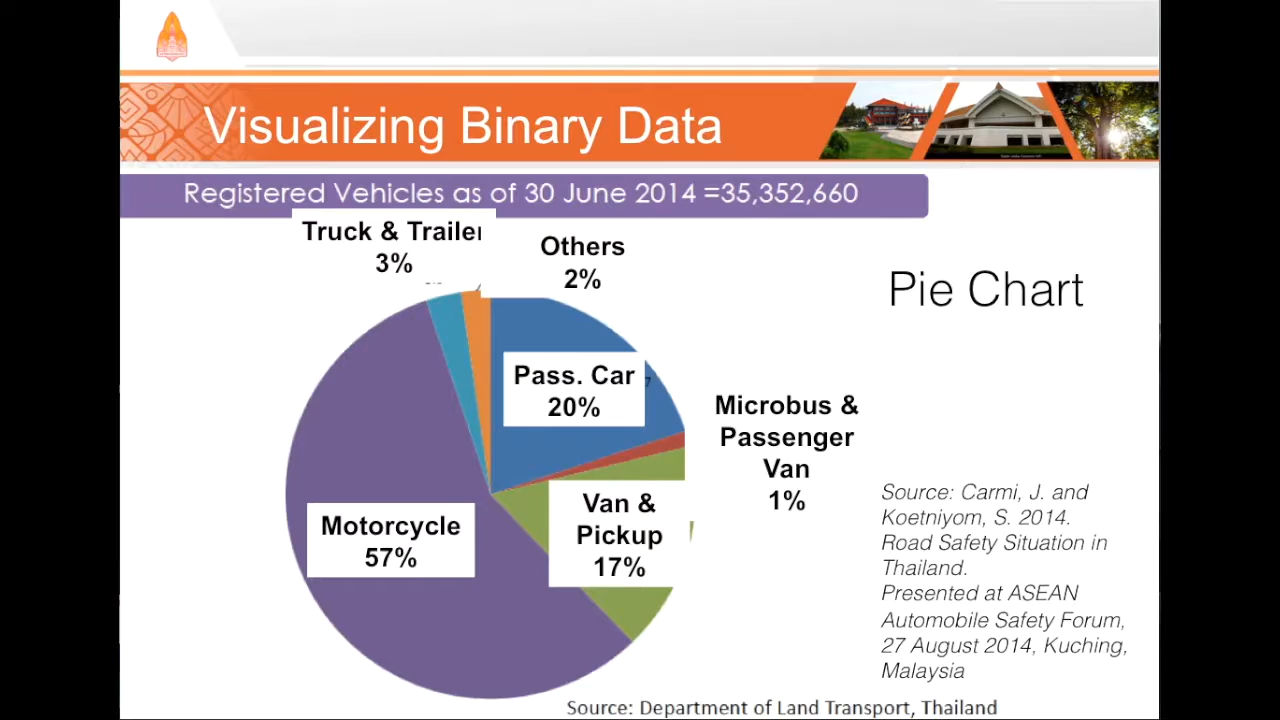 Visualizing Binary Data
Registered Vehicles as of 30 June 2014 =35,352,660
Truck & Trailer
3%
Others
2%
Pie Chart
Pass. Car
20%
Microbus &
Passenger
Van
1%
Van &
Pickup
17%
Motorcycle
57%
Source: Carmi, J. and
Koetniyom, S. 2014.
Road Safety Situation in
Thailand.
Presented at ASEAN
Automobile Safety Forum,
27 August 2014, Kuching,
Malaysia
Source: Department of Land Transport, Thailand